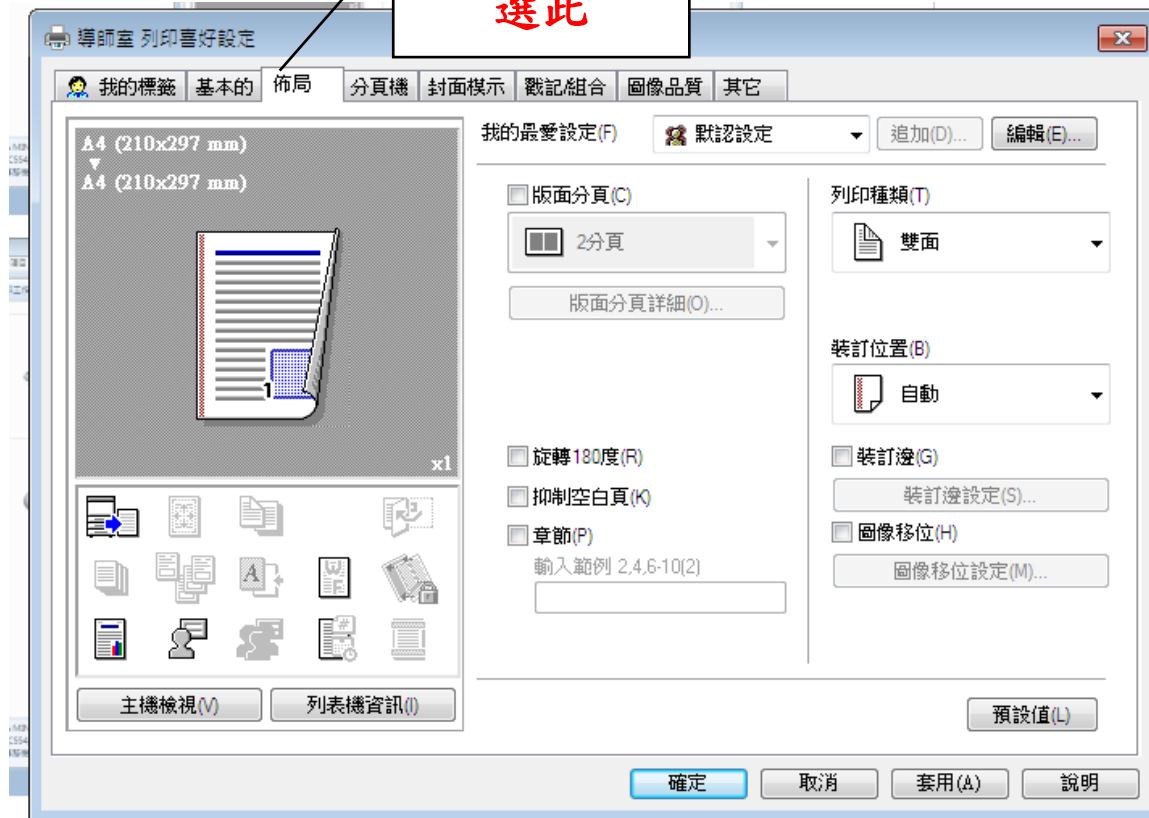 選此
導師室 列印喜好設定
我的標籤 基本的 佈局 分頁機 封面模示 戳記/組合 圖像品質 其它
A4 (210x297 mm)
A4 (210x297 mm)
x1
主機檢視(V) 列表機資訊(I)
我的最愛設定(F) 默認設定 追加(D)... 編輯(E)...
版面分頁(C)
2分頁
版面分頁詳細(O)...
旋轉180度(R)
抑制空白頁(K)
章節(P)
輸入範例 2,4,6-10(2)
列印種類(T)
雙面
裝訂位置(B)
自動
裝訂邊(G)
裝訂邊設定(S)...
圖像移位(H)
圖像移位設定(M)...
預設值(L)
確定 取消 套用(A) 說明